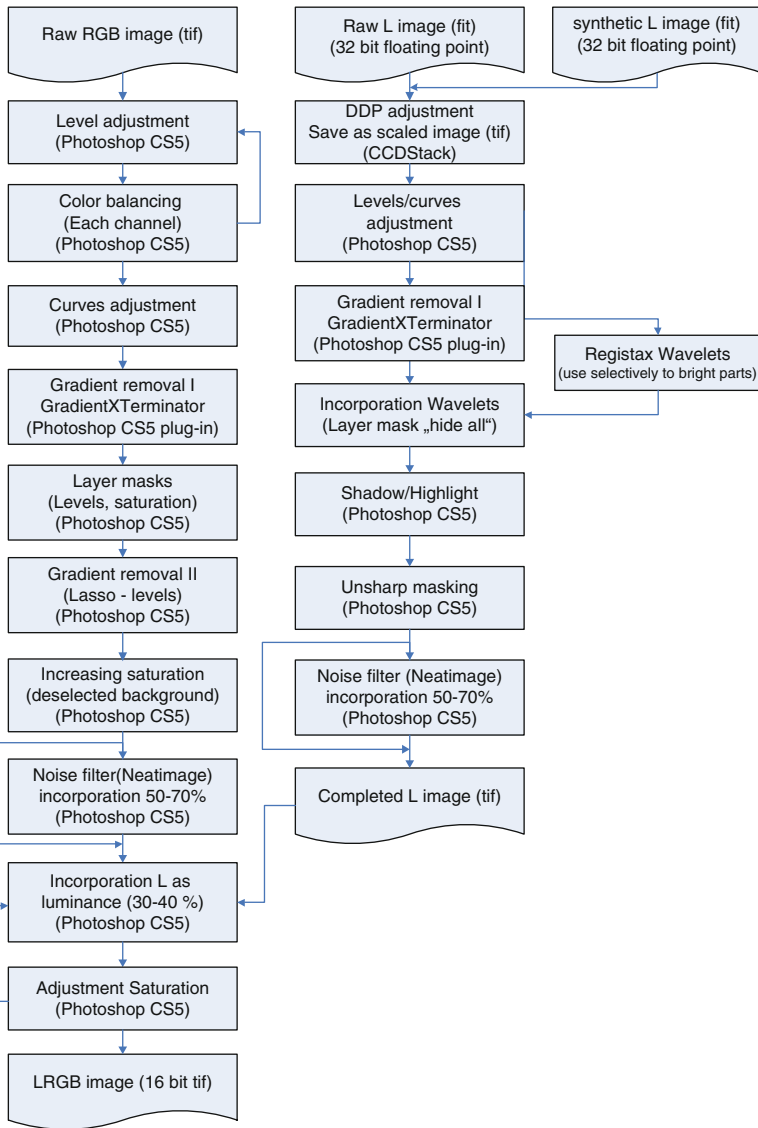 Raw RGB image (tif)
Level adjustment
(Photoshop CS5)
Color balancing
(Each channel)
(Photoshop CS5)
Curves adjustment
(Photoshop CS5)
Gradient removal I
GradientXTerminator
(Photoshop CS5 plug-in)
Layer masks
(Levels, saturation)
(Photoshop CS5)
Gradient removal II
(Lasso - levels)
(Photoshop CS5)
Increasing saturation
(deselected background)
(Photoshop CS5)
Noise filter(Neatimage)
incorporation 50-70%
(Photoshop CS5)
Incorporation L as
luminance (30-40 %)
(Photoshop CS5)
Adjustment Saturation
(Photoshop CS5)
LRGB image (16 bit tif)
Raw L image (fit)
(32 bit floating point)
synthetic L image (fit)
(32 bit floating point)
DDP adjustment
Save as scaled image (tif)
(CCDStack)
Levels/curves
adjustment
(Photoshop CS5)
Gradient removal I
GradientXTerminator
(Photoshop CS5 plug-in)
Registax Wavelets
(use selectively to bright parts)
Incorporation Wavelets
(Layer mask „hide all“)
Shadow/Highlight
(Photoshop CS5)
Unsharp masking
(Photoshop CS5)
Noise filter (Neatimage)
incorporation 50-70%
(Photoshop CS5)
Completed L image (tif)